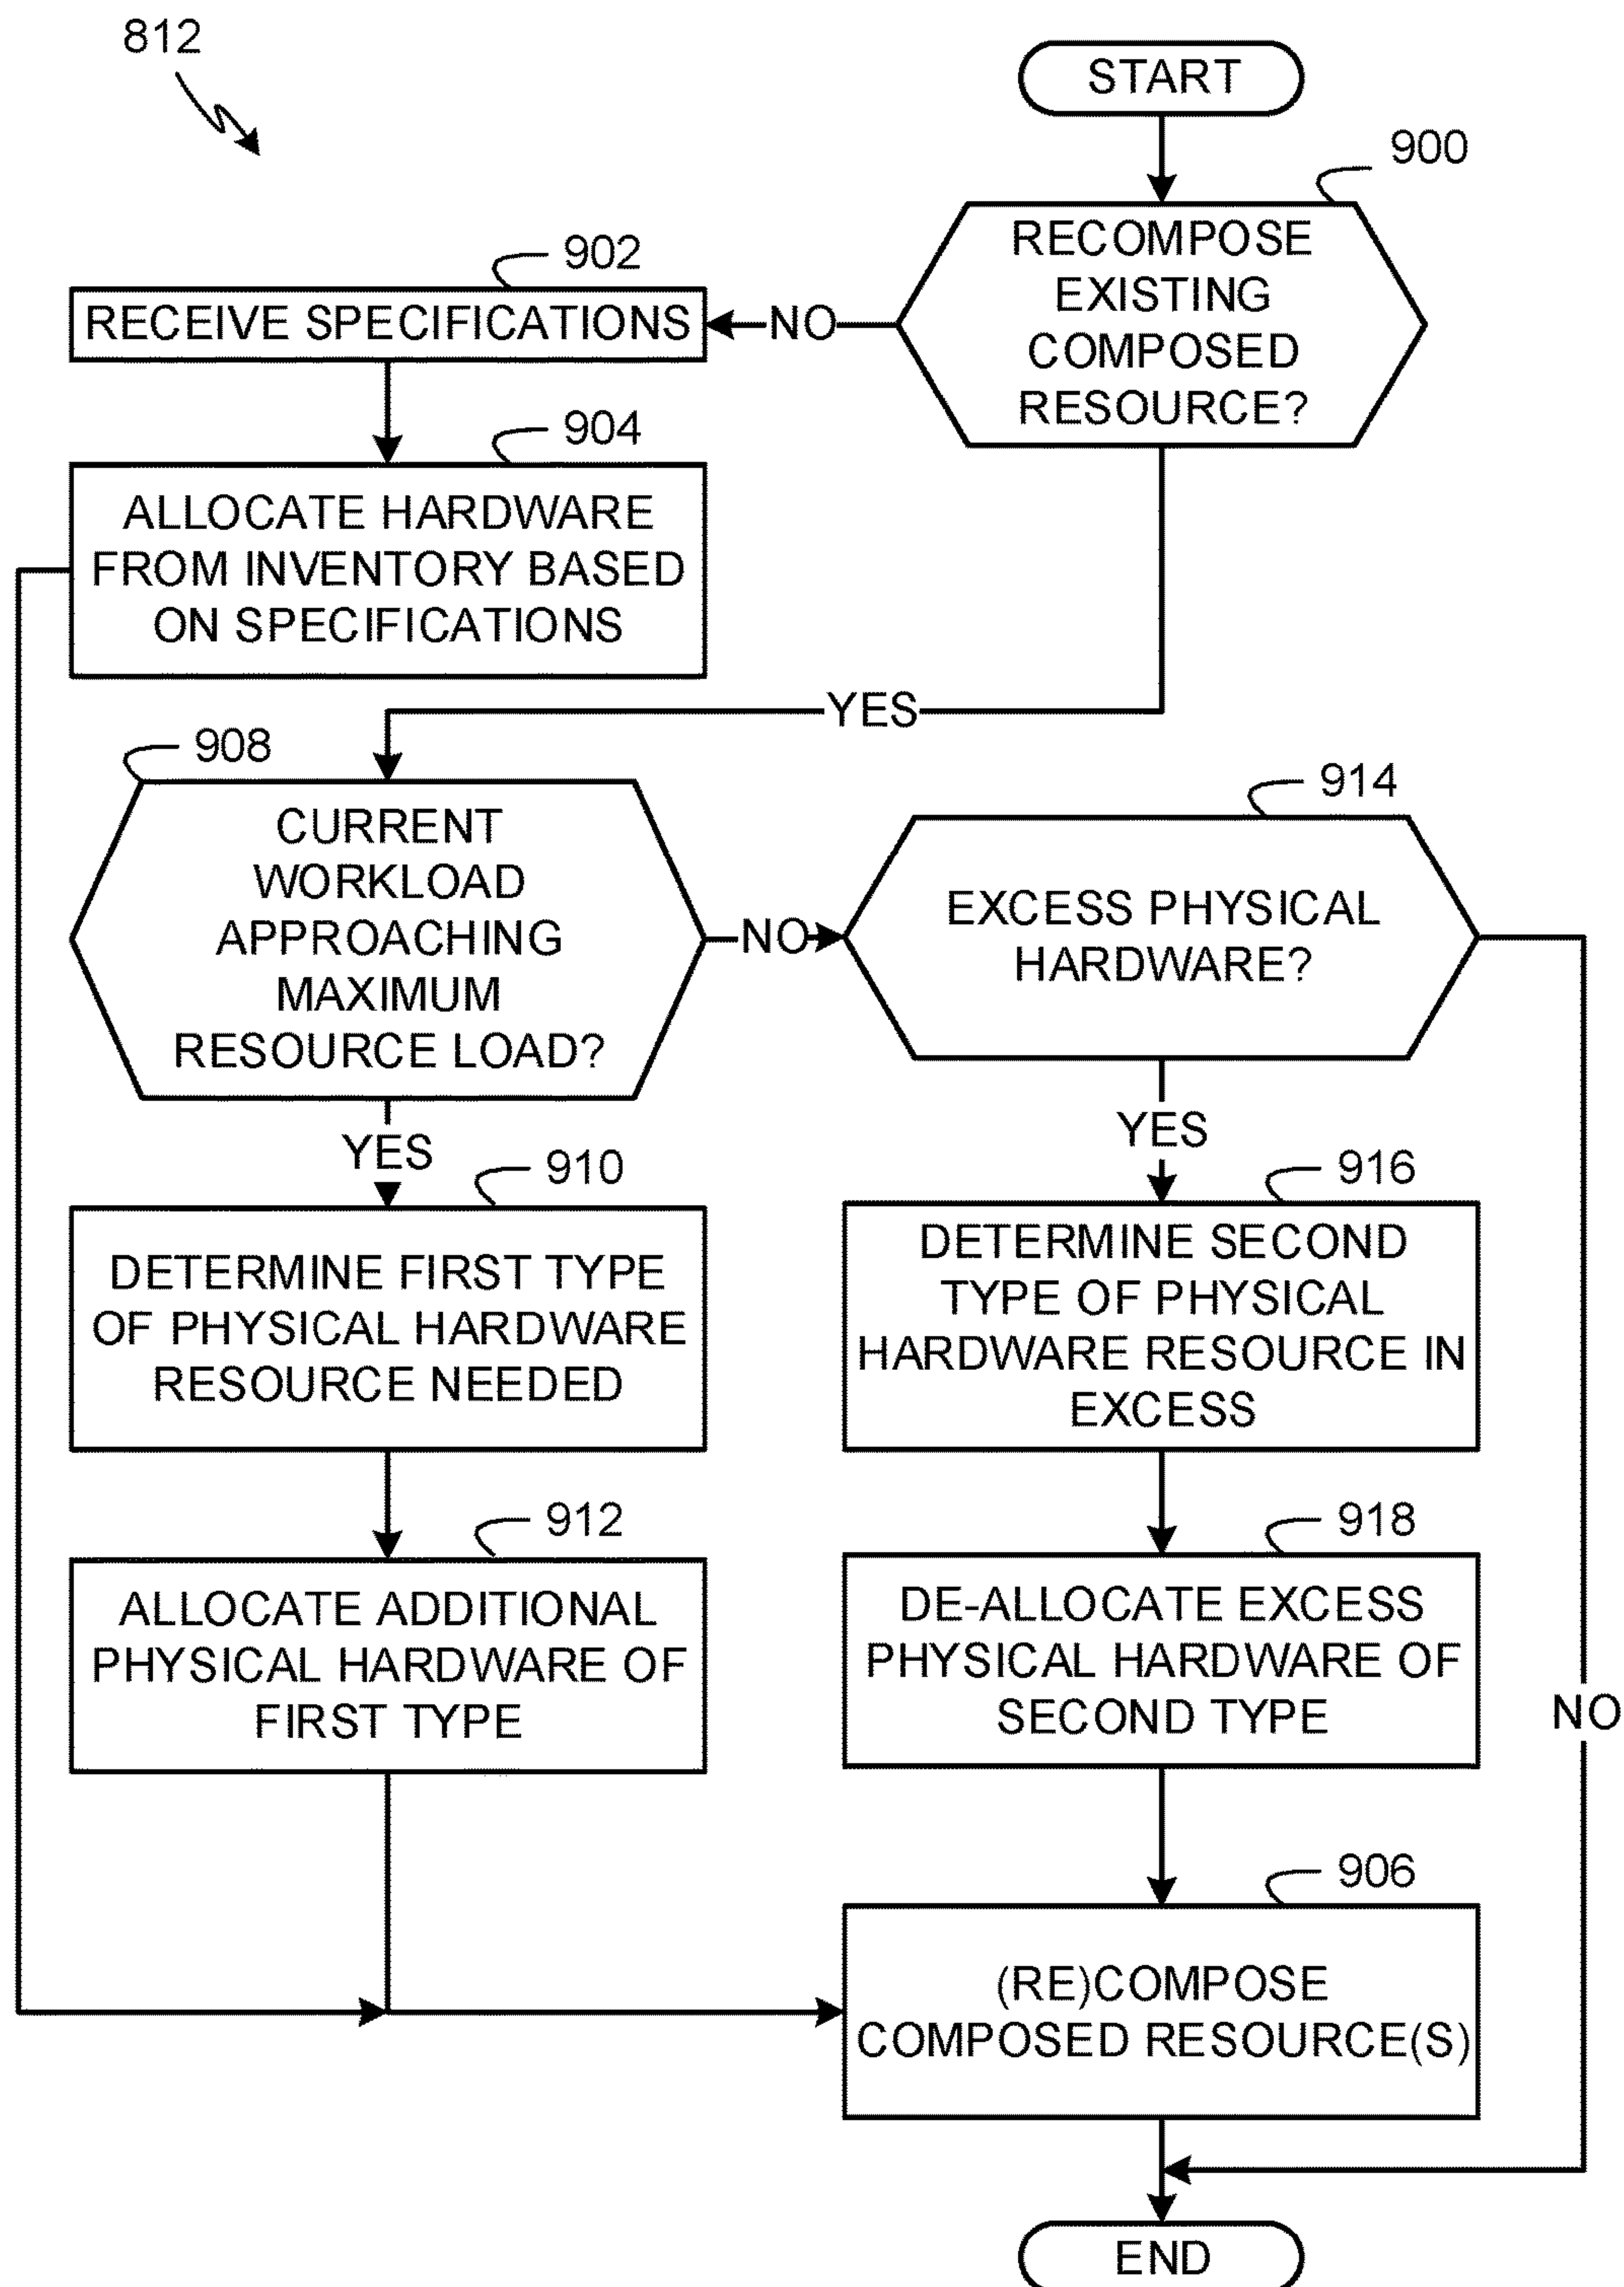 812
START
900
RECOMPOSE
EXISTING
COMPOSED
RESOURCE?
902
RECEIVE SPECIFICATIONS
NO
904
ALLOCATE HARDWARE
FROM INVENTORY BASED
ON SPECIFICATIONS
YES
908
CURRENT
WORKLOAD
APPROACHING
MAXIMUM
RESOURCE LOAD?
NO
914
EXCESS PHYSICAL
HARDWARE?
YES
YES
910
DETERMINE FIRST TYPE
OF PHYSICAL HARDWARE
RESOURCE NEEDED
916
DETERMINE SECOND
TYPE OF PHYSICAL
HARDWARE RESOURCE IN
EXCESS
912
ALLOCATE ADDITIONAL
PHYSICAL HARDWARE OF
FIRST TYPE
918
DE-ALLOCATE EXCESS
PHYSICAL HARDWARE OF
SECOND TYPE
NO
906
(RE)COMPOSE
COMPOSED RESOURCE(S)
END